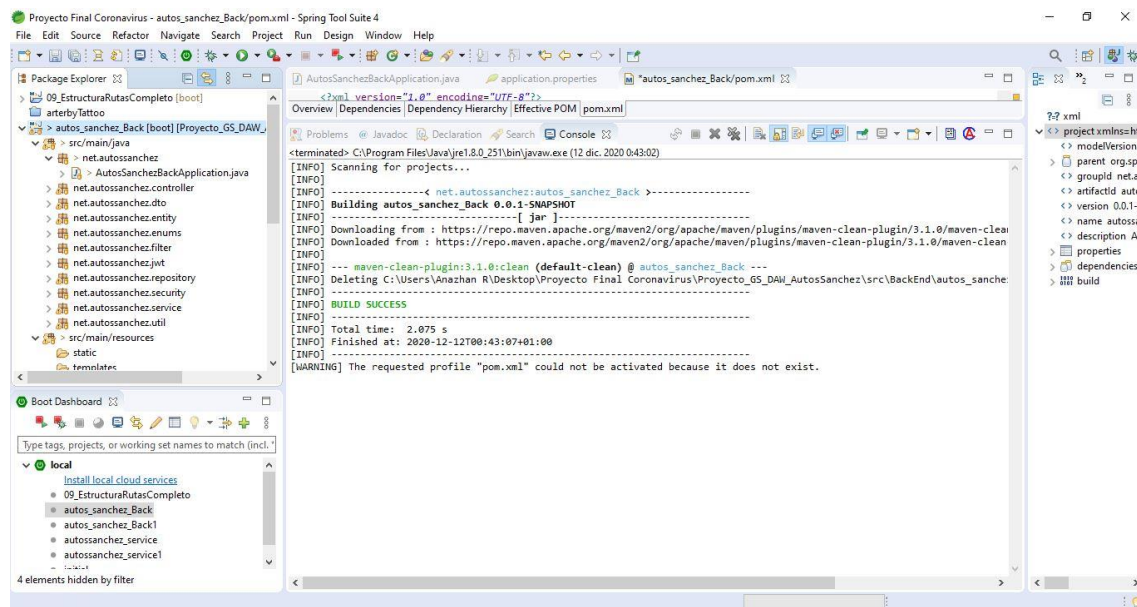 Proyecto Final Coronavirus - autos_sanchez_Back/pom.xml - Spring Tool Suite 4
File Edit Source Refactor Navigate Search Project Run Design Window Help
Package Explorer
09_EstructuraRutasCompleto [boot]
arterbyTattoo
> autos_sanchez_Back [boot] [Proyecto_GS_DAW_
> src/main/java
> net.autossanchez
> AutosSanchezBackApplication.java
net.autossanchez.controller
net.autossanchez.dto
net.autossanchez.entity
net.autossanchez.enums
net.autossanchez.filter
net.autossanchez.jwt
net.autossanchez.repository
net.autossanchez.security
net.autossanchez.service
net.autossanchez.util
> src/main/resources
static
templates
Boot Dashboard
Type tags, projects, or working set names to match (incl. *
local
Install local cloud services
09_EstructuraRutasCompleto
autos_sanchez_Back
autos_sanchez_Back1
autossanchez_service
autossanchez_service1
4 elements hidden by filter
AutosSanchezBackApplication.java application.properties *autos_sanchez_Back/pom.xml
<?xml version="1.0" encoding="UTF-8"?>
Overview Dependencies Dependency Hierarchy Effective POM pom.xml
Problems @ Javadoc Declaration Search Console
<terminated> C:\Program Files\Java\jre1.8.0_251\bin\javaw.exe (12 dic. 2020 0:43:02)
[INFO] Scanning for projects...
[INFO]
[INFO] ----------------< net.autossanchez:autos_sanchez_Back >-----------------
[INFO] Building autos_sanchez_Back 0.0.1-SNAPSHOT
[INFO] --------------------------------[ jar ]---------------------------------
[INFO] Downloading from : https://repo.maven.apache.org/maven2/org/apache/maven/plugins/maven-clean-plugin/3.1.0/maven-clea
[INFO] Downloaded from : https://repo.maven.apache.org/maven2/org/apache/maven/plugins/maven-clean-plugin/3.1.0/maven-clean
[INFO]
[INFO] --- maven-clean-plugin:3.1.0:clean (default-clean) @ autos_sanchez_Back ---
[INFO] Deleting C:\Users\Anazhan R\Desktop\Proyecto Final Coronavirus\Proyecto_GS_DAW_AutosSanchez\src\BackEnd\autos_sanche
[INFO] ------------------------------------------------------------------------
[INFO] BUILD SUCCESS
[INFO] ------------------------------------------------------------------------
[INFO] Total time:  2.075 s
[INFO] Finished at: 2020-12-12T00:43:07+01:00
[INFO] ------------------------------------------------------------------------
[WARNING] The requested profile "pom.xml" could not be activated because it does not exist.
?-? xml
project xmlns=h
modelVersion
parent org.sp
groupId net.a
artifactId auto
version 0.0.1-
name autossa
description A
properties
dependencies
build